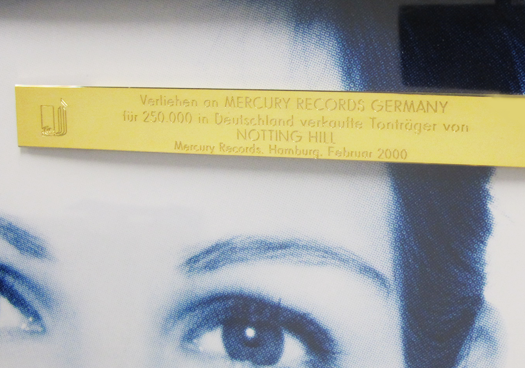 Verliehen an MERCURY RECORDS GERMANY
für 250.000 in Deutschland verkaufte Tonträger von
NOTTING HILL
Mercury Records, Hamburg, Februar 2000